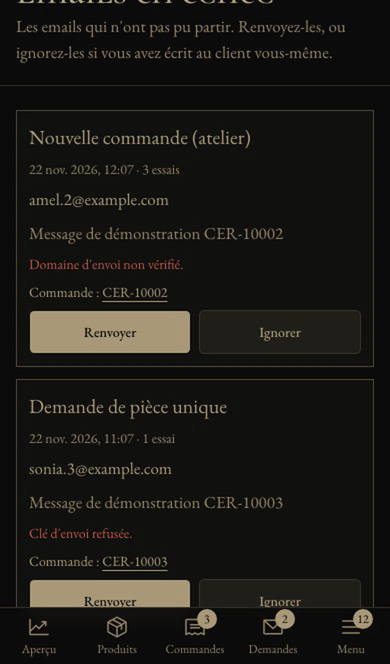 Emails en échec
Les emails qui n'ont pas pu partir. Renvoyez-les, ou
ignorez-les si vous avez écrit au client vous-même.
Nouvelle commande (atelier)
22 nov. 2026, 12:07 · 3 essais
amel.2@example.com
Message de démonstration CER-10002
Domaine d'envoi non vérifié.
Commande : CER-10002
Renvoyer
Ignorer
Demande de pièce unique
22 nov. 2026, 11:07 · 1 essai
sonia.3@example.com
Message de démonstration CER-10003
Clé d'envoi refusée.
Commande : CER-10003
Renvoyer
Ignorer
3
2
12
Aperçu
Produits
Commandes
Demandes
Menu